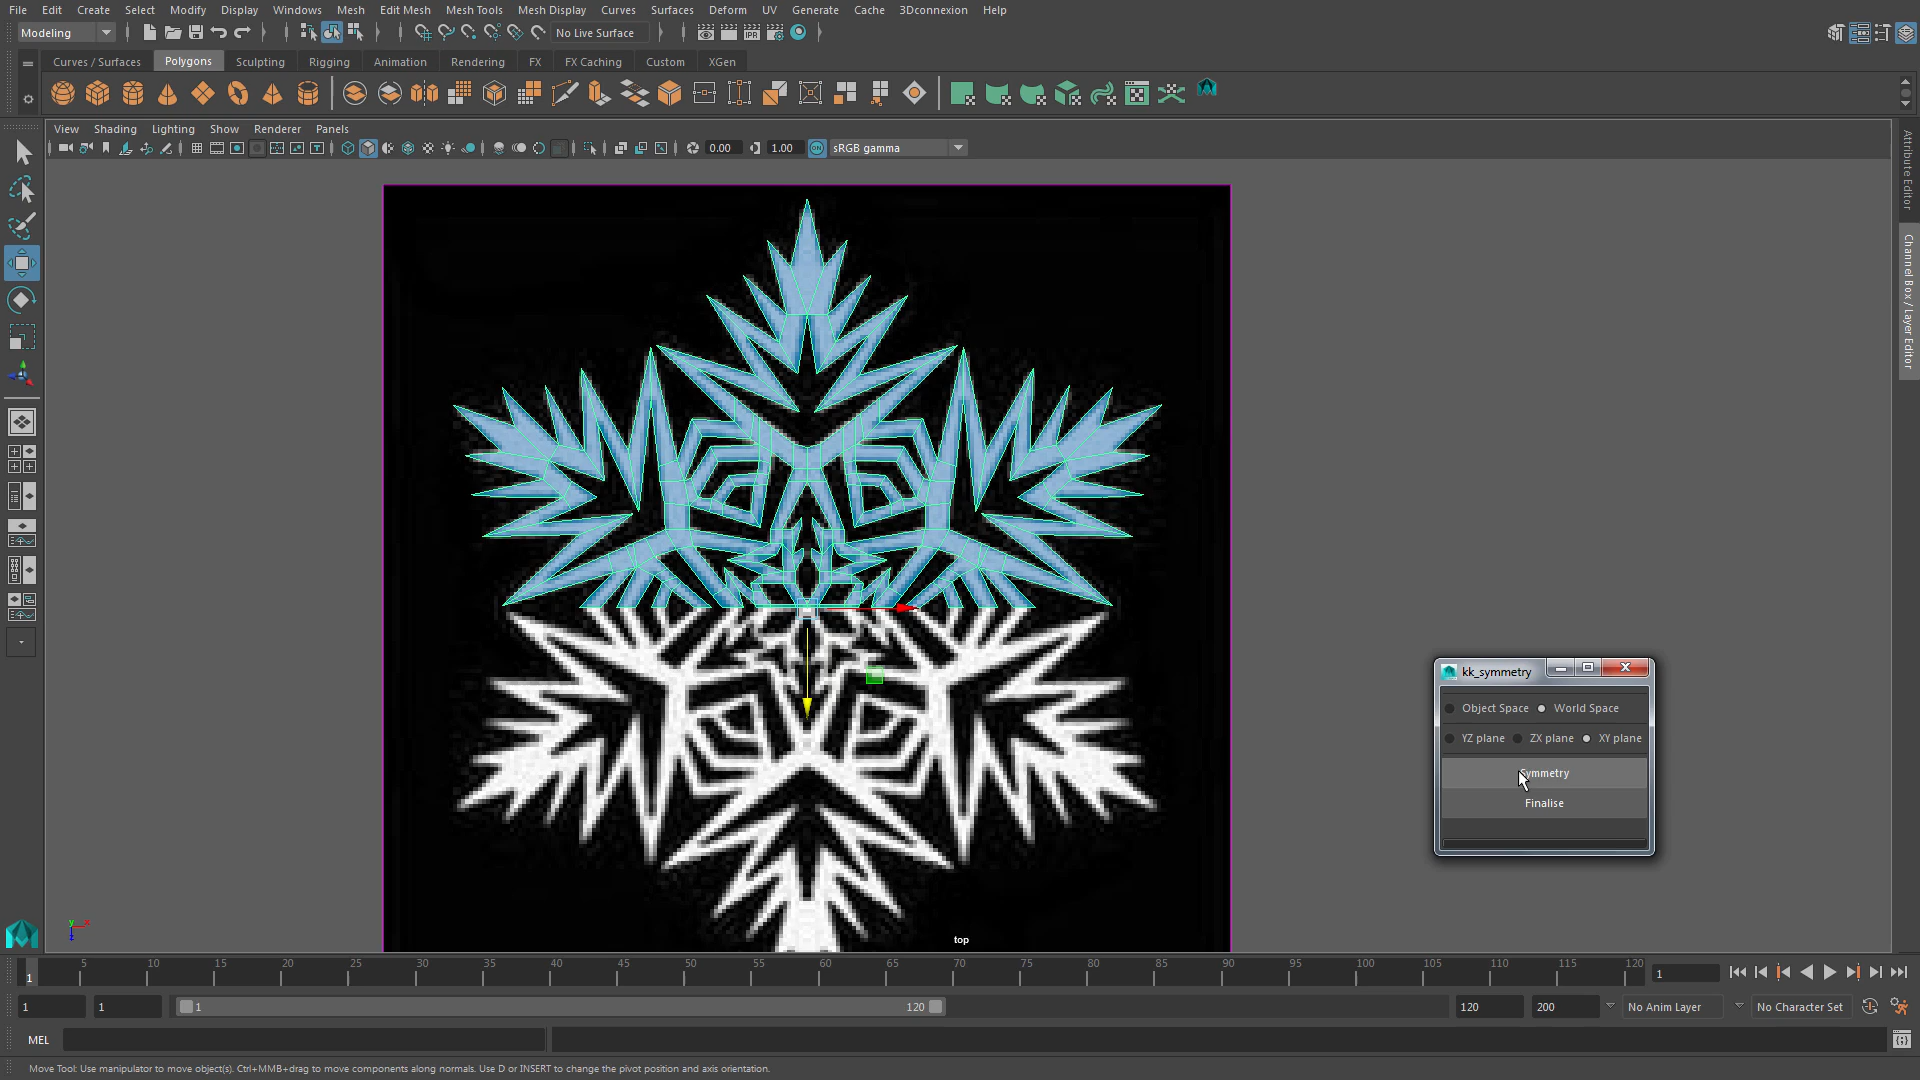 File Edit Create Select Modify Display Windows Mesh Edit Mesh Mesh Tools Mesh Display Curves Surfaces Deform UV Generate Cache 3Dconnexion Help
Modeling No Live Surface IPR
Curves / Surfaces Polygons Sculpting Rigging Animation Rendering FX FX Caching Custom XGen
View Shading Lighting Show Renderer Panels
0.00 1.00 ON sRGB gamma
Attribute Editor
Channel Box / Layer Editor
kk_symmetry
Object Space World Space
YZ plane ZX plane XY plane
Symmetry
Finalise
y x
z
top
1 5 10 15 20 25 30 35 40 45 50 55 60 65 70 75 80 85 90 95 100 105 110 115 120 1
1 1 1 120 120 200 No Anim Layer No Character Set
MEL
Move Tool: Use manipulator to move object(s). Ctrl+MMB+drag to move components along normals. Use D or INSERT to change the pivot position and axis orientation.